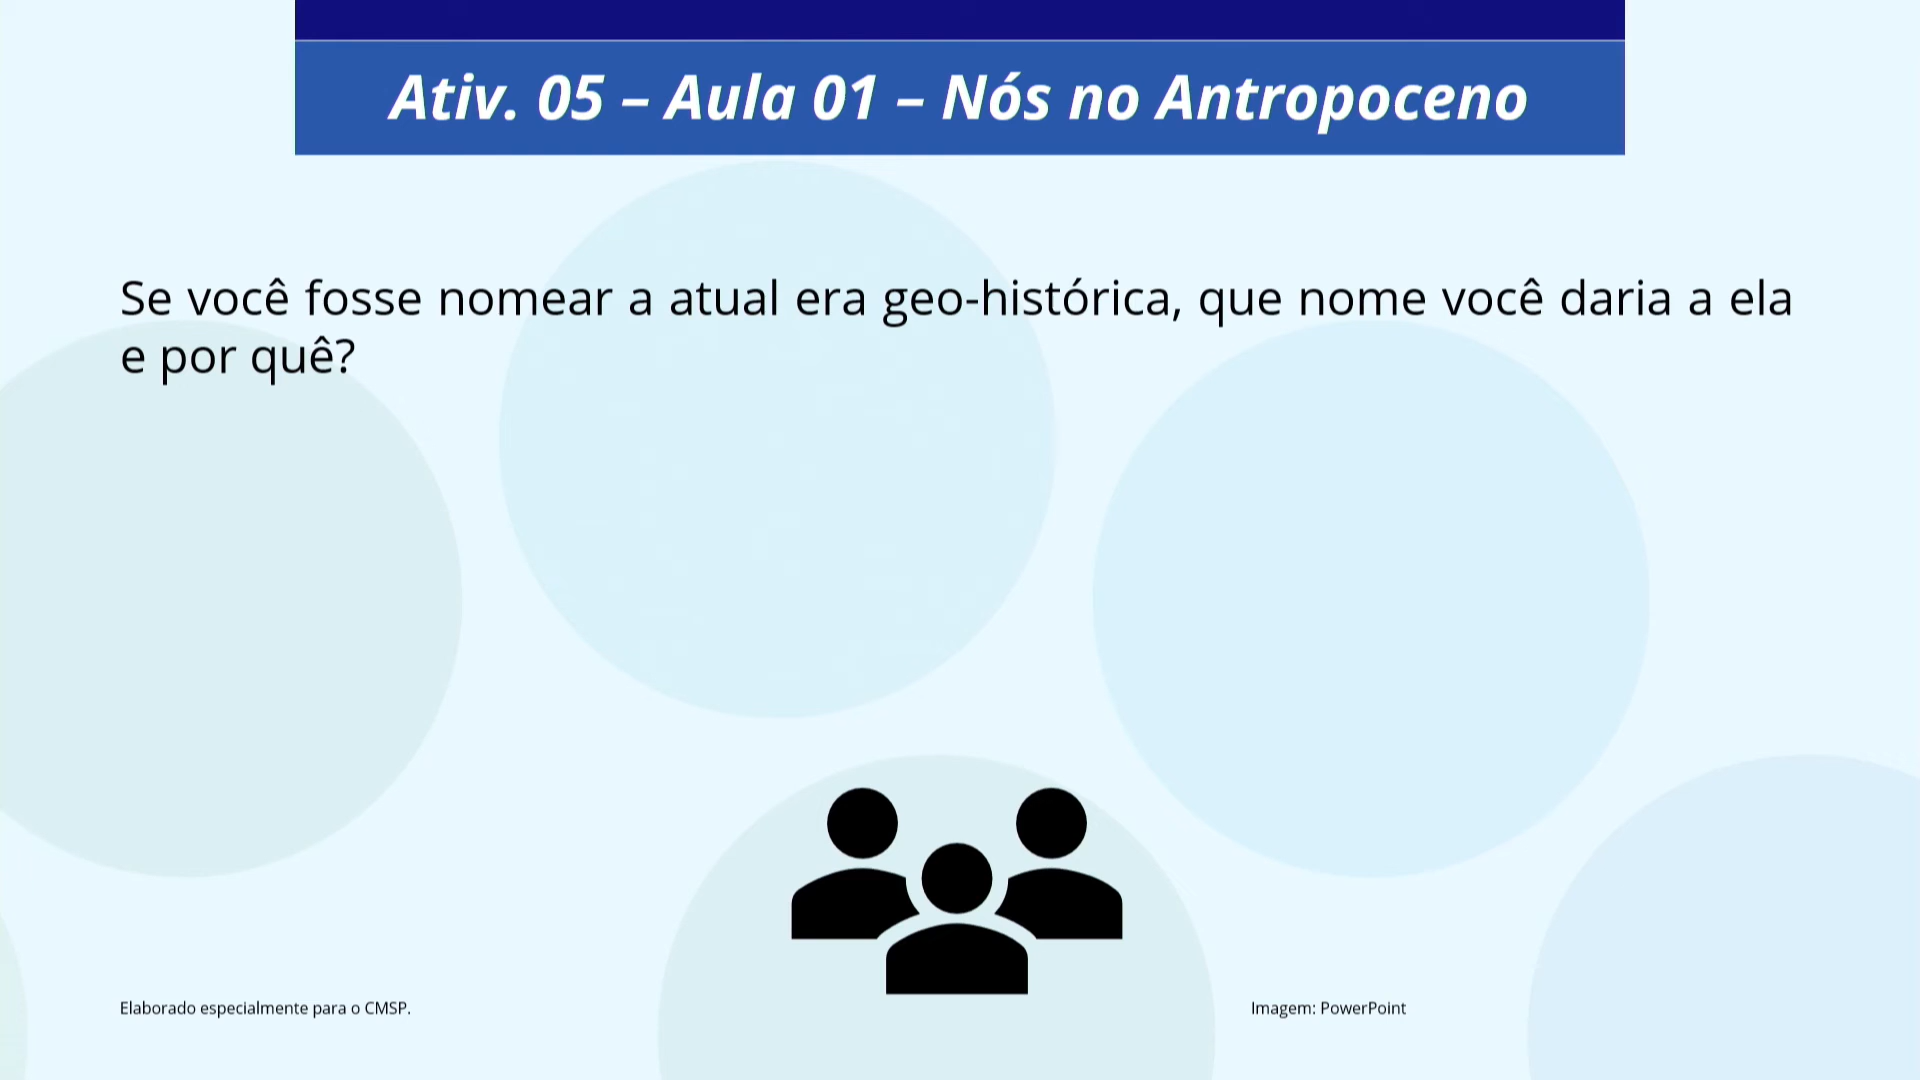 Ativ. 05 – Aula 01 – Nós no Antropoceno
Se você fosse nomear a atual era geo-histórica, que nome você daria a ela
e por quê?
Elaborado especialmente para o CMSP.
Imagem: PowerPoint